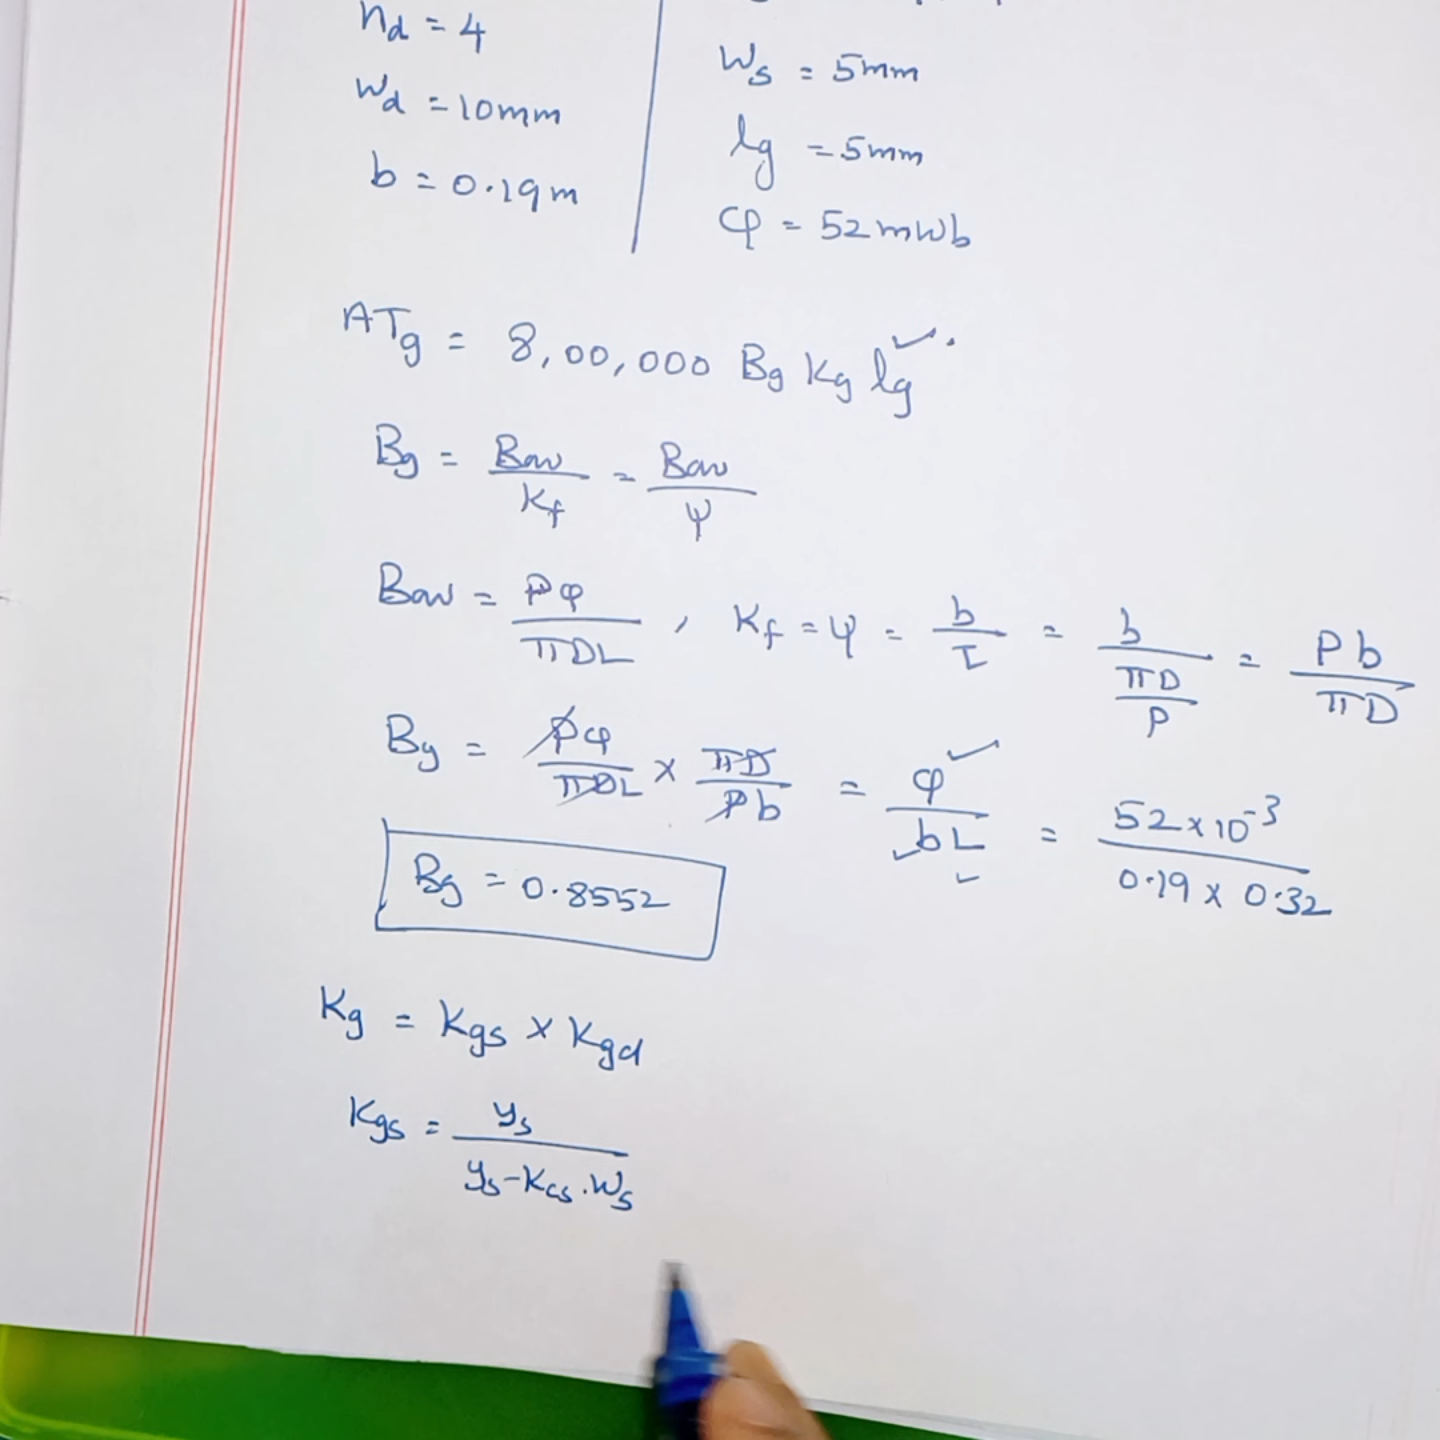 nd = 4
Wd = 10mm
b = 0.19m
Ws = 5mm
lg = 5mm
φ = 52 mWb
ATg = 8,00,000 Bg Kg lg ✓.
Bg = Bav/Kf = Bav/ψ
Bav = Pφ/πDL , Kf = ψ = b/τ = b/(πD/P) = Pb/πD
Bg = Pφ/πDL × πD/Pb = φ/bL = 52×10⁻³/0.19 × 0.32
Bg = 0.8552
Kg = Kgs × Kgd
Kgs = ys/ys-Kcs.Ws